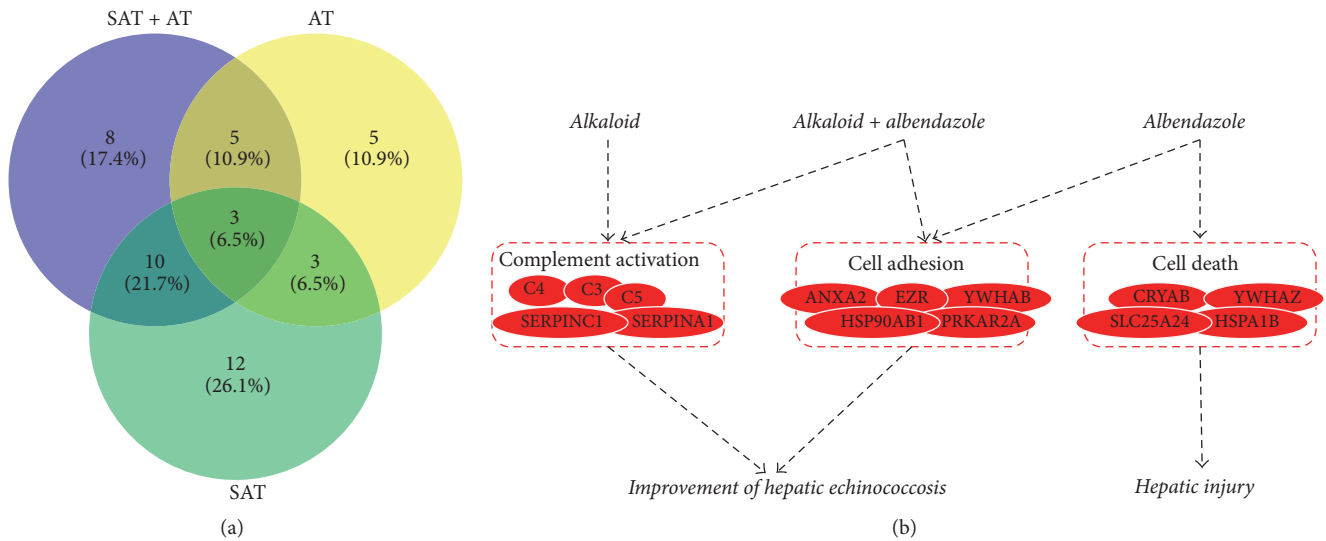 SAT + AT
AT
8
(17.4%)
5
(10.9%)
5
(10.9%)
3
(6.5%)
10
(21.7%)
3
(6.5%)
12
(26.1%)
SAT
(a)
Alkaloid
Alkaloid + albendazole
Albendazole
Complement activation
C4
C3
C5
SERPINC1
SERPINA1
Cell adhesion
ANXA2
EZR
YWHAB
HSP90AB1
PRKAR2A
Cell death
CRYAB
YWHAZ
SLC25A24
HSPA1B
Improvement of hepatic echinococcosis
Hepatic injury
(b)